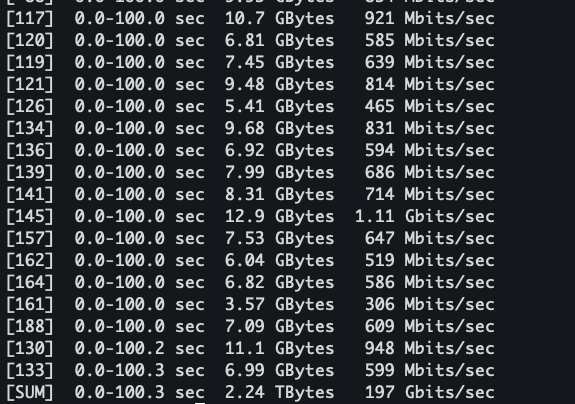 [117]  0.0-100.0 sec  10.7 GBytes   921 Mbits/sec
[120]  0.0-100.0 sec  6.81 GBytes   585 Mbits/sec
[119]  0.0-100.0 sec  7.45 GBytes   639 Mbits/sec
[121]  0.0-100.0 sec  9.48 GBytes   814 Mbits/sec
[126]  0.0-100.0 sec  5.41 GBytes   465 Mbits/sec
[134]  0.0-100.0 sec  9.68 GBytes   831 Mbits/sec
[136]  0.0-100.0 sec  6.92 GBytes   594 Mbits/sec
[139]  0.0-100.0 sec  7.99 GBytes   686 Mbits/sec
[141]  0.0-100.0 sec  8.31 GBytes   714 Mbits/sec
[145]  0.0-100.0 sec  12.9 GBytes  1.11 Gbits/sec
[157]  0.0-100.0 sec  7.53 GBytes   647 Mbits/sec
[162]  0.0-100.0 sec  6.04 GBytes   519 Mbits/sec
[164]  0.0-100.0 sec  6.82 GBytes   586 Mbits/sec
[161]  0.0-100.0 sec  3.57 GBytes   306 Mbits/sec
[188]  0.0-100.0 sec  7.09 GBytes   609 Mbits/sec
[130]  0.0-100.2 sec  11.1 GBytes   948 Mbits/sec
[133]  0.0-100.3 sec  6.99 GBytes   599 Mbits/sec
[SUM]  0.0-100.3 sec  2.24 TBytes   197 Gbits/sec